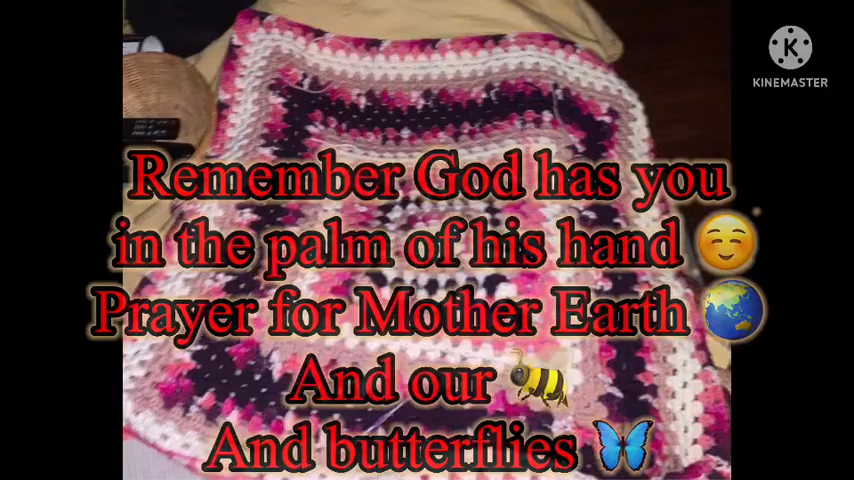 KINEMASTER
Remember God has you
in the palm of his hand ☺️
Prayer for Mother Earth 🌏
And our 🐝
And butterflies 🦋